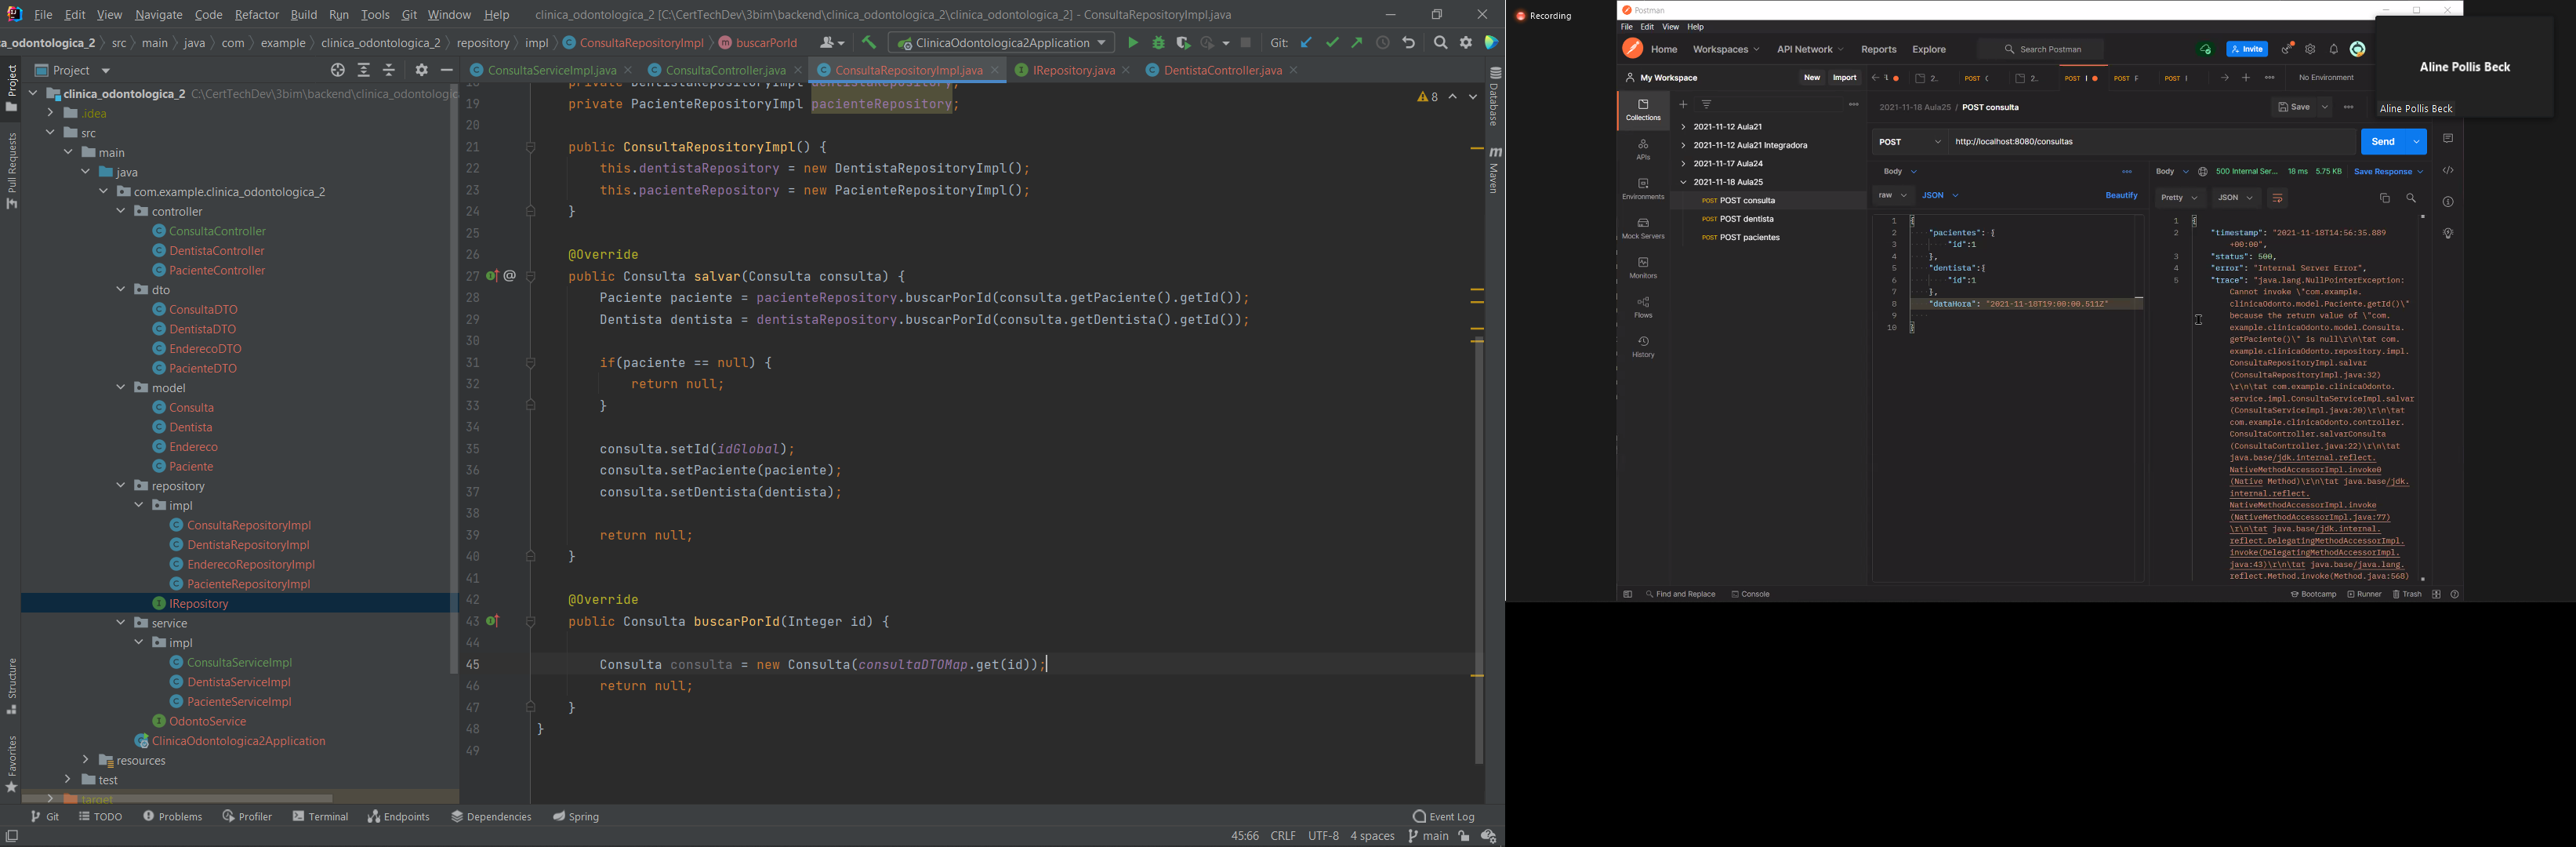 File Edit View Navigate Code Refactor Build Run Tools Git Window Help clinica_odontologica_2 [C:\CertTechDev\3bim\backend\clinica_odontologica_2\clinica_odontologica_2] - ConsultaRepositoryImpl.java
a_odontologica_2 src main java com example clinica_odontologica_2 repository impl ConsultaRepositoryImpl buscarPorId ClinicaOdontologica2Application Git:
Project
ConsultaServiceImpl.java ConsultaController.java ConsultaRepositoryImpl.java IRepository.java DentistaController.java
Project
Pull Requests
Structure
Favorites
clinica_odontologica_2 C:\CertTechDev\3bim\backend\clinica_odontologic
.idea
src
main
java
com.example.clinica_odontologica_2
controller
ConsultaController
DentistaController
PacienteController
dto
ConsultaDTO
DentistaDTO
EnderecoDTO
PacienteDTO
model
Consulta
Dentista
Endereco
Paciente
repository
impl
ConsultaRepositoryImpl
DentistaRepositoryImpl
EnderecoRepositoryImpl
PacienteRepositoryImpl
IRepository
service
impl
ConsultaServiceImpl
DentistaServiceImpl
PacienteServiceImpl
OdontoService
ClinicaOdontologica2Application
resources
test
target
18 private DentistaRepositoryImpl dentistaRepository;
19 private PacienteRepositoryImpl pacienteRepository;
20
21 public ConsultaRepositoryImpl() {
22 this.dentistaRepository = new DentistaRepositoryImpl();
23 this.pacienteRepository = new PacienteRepositoryImpl();
24 }
25
26 @Override
27 @ public Consulta salvar(Consulta consulta) {
28 Paciente paciente = pacienteRepository.buscarPorId(consulta.getPaciente().getId());
29 Dentista dentista = dentistaRepository.buscarPorId(consulta.getDentista().getId());
30
31 if(paciente == null) {
32 return null;
33 }
34
35 consulta.setId(idGlobal);
36 consulta.setPaciente(paciente);
37 consulta.setDentista(dentista);
38
39 return null;
40 }
41
42 @Override
43 public Consulta buscarPorId(Integer id) {
44
45 Consulta consulta = new Consulta(consultaDTOMap.get(id));
46 return null;
47 }
48 }
49
8
Database
Maven
Git TODO Problems Profiler Terminal Endpoints Dependencies Spring Event Log
45:66 CRLF UTF-8 4 spaces main
Recording
Postman
File Edit View Help
Home Workspaces API Network Reports Explore Search Postman Invite
My Workspace New Import
POST POST POST POST No Environment
Collections
APIs
Environments
Mock Servers
Monitors
Flows
History
2021-11-12 Aula21
2021-11-12 Aula21 Integradora
2021-11-17 Aula24
2021-11-18 Aula25
POST POST consulta
POST POST dentista
POST POST pacientes
2021-11-18 Aula25 / POST consulta Save
POST http://localhost:8080/consultas Send
Body
raw JSON Beautify
1 {
2 "pacientes": {
3 "id":1
4 },
5 "dentista":{
6 "id":1
7 },
8 "dataHora": "2021-11-18T19:00:00.511Z"
9
10 }
Body 500 Internal Ser... 18 ms 5.75 KB Save Response
Pretty JSON
1 {
2 "timestamp": "2021-11-18T14:56:35.889
+00:00",
3 "status": 500,
4 "error": "Internal Server Error",
5 "trace": "java.lang.NullPointerException:
Cannot invoke \"com.example.
clinicaOdonto.model.Paciente.getId()\"
because the return value of \"com.
example.clinicaOdonto.model.Consulta.
getPaciente()\" is null\r\n\tat com.
example.clinicaOdonto.repository.impl.
ConsultaRepositoryImpl.salvar
(ConsultaRepositoryImpl.java:32)
\r\n\tat com.example.clinicaOdonto.
service.impl.ConsultaServiceImpl.salvar
(ConsultaServiceImpl.java:20)\r\n\tat
com.example.clinicaOdonto.controller.
ConsultaController.salvarConsulta
(ConsultaController.java:22)\r\n\tat
java.base/jdk.internal.reflect.
NativeMethodAccessorImpl.invoke0
(Native Method)\r\n\tat java.base/jdk.
internal.reflect.
NativeMethodAccessorImpl.invoke
(NativeMethodAccessorImpl.java:77)
\r\n\tat java.base/jdk.internal.
reflect.DelegatingMethodAccessorImpl.
invoke(DelegatingMethodAccessorImpl.
java:43)\r\n\tat java.base/java.lang.
reflect.Method.invoke(Method.java:568)
Find and Replace Console Bootcamp Runner Trash
Aline Pollis Beck
Aline Pollis Beck